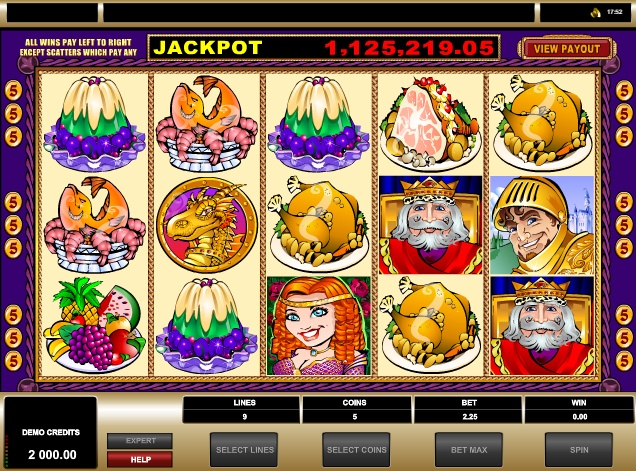 17:52
ALL WINS PAY LEFT TO RIGHT
EXCEPT SCATTERS WHICH PAY ANY
JACKPOT 1,125,219.05
VIEW PAYOUT
5 5
5 5
5 5
5 5
5 5
5 5
5 5
5 5
5 5
LINES COINS BET WIN
9 5 2.25 0.00
DEMO CREDITS
2 000.00
EXPERT
HELP
SELECT LINES SELECT COINS BET MAX SPIN